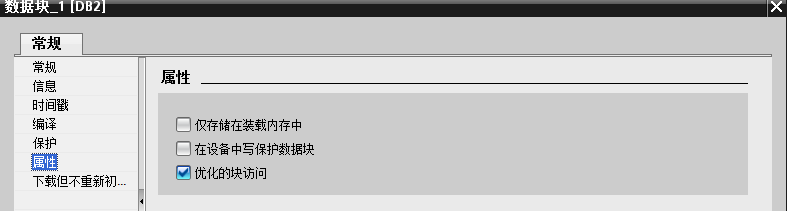 数据块_1 [DB2]
常规
常规
信息
时间戳
编译
保护
属性
下载但不重新初...
属性
仅存储在装载内存中
在设备中写保护数据块
优化的块访问